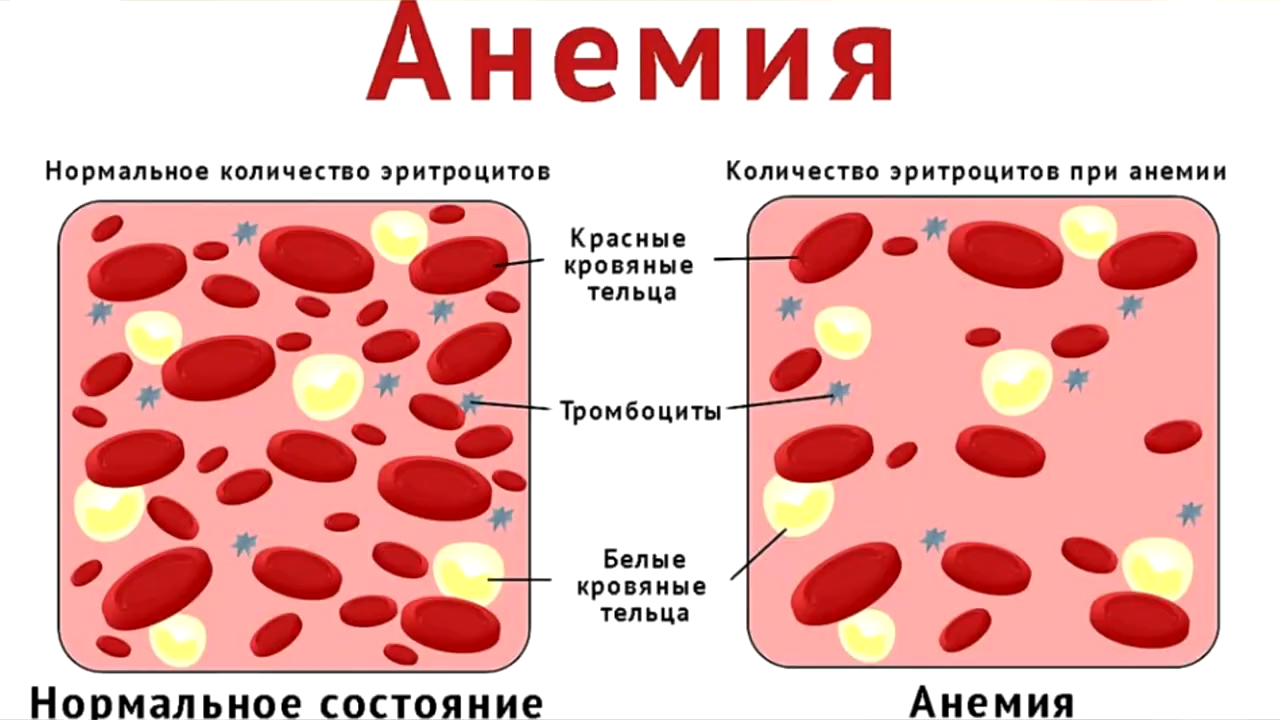 Анемия
Нормальное количество эритроцитов
Количество эритроцитов при анемии
Красные
кровяные
тельца
Тромбоциты
Белые
кровяные
тельца
Нормальное состояние
Анемия